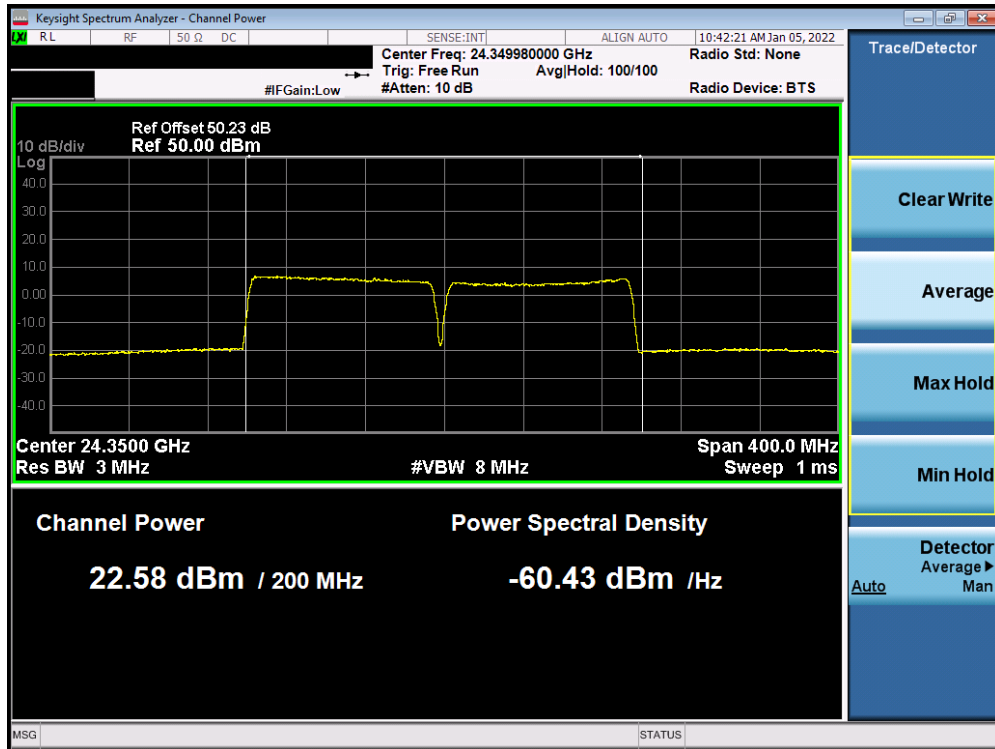 Keysight Spectrum Analyzer - Channel Power
LXI RL RF 50 Ω DC SENSE:INT ALIGN AUTO 10:42:21 AM Jan 05, 2022
Center Freq: 24.349980000 GHz Radio Std: None
Trig: Free Run Avg|Hold: 100/100
#IFGain:Low #Atten: 10 dB Radio Device: BTS
Ref Offset 50.23 dB
10 dB/div Ref 50.00 dBm
Log
40.0
30.0
20.0
10.0
0.00
-10.0
-20.0
-30.0
-40.0
Center 24.3500 GHz Span 400.0 MHz
Res BW 3 MHz #VBW 8 MHz Sweep 1 ms
Channel Power Power Spectral Density
22.58 dBm / 200 MHz -60.43 dBm /Hz
MSG STATUS
Trace/Detector
Clear Write
Average
Max Hold
Min Hold
Detector
Average▶
Auto Man